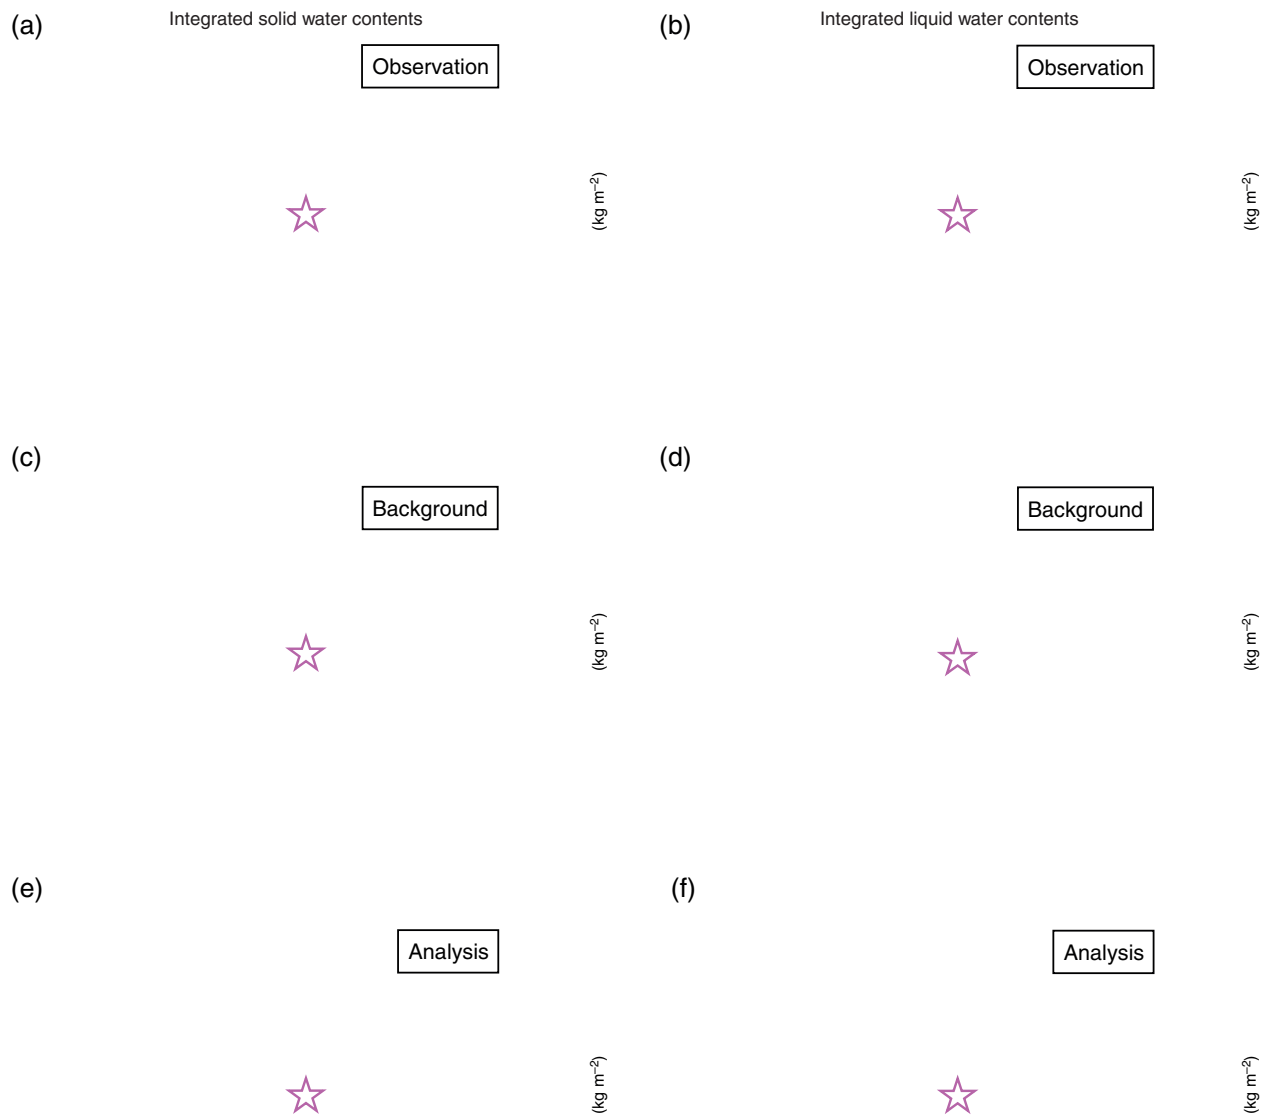 (a)
Integrated solid water contents
Observation
(kg m⁻²)
(b)
Integrated liquid water contents
Observation
(kg m⁻²)
(c)
Background
(kg m⁻²)
(d)
Background
(kg m⁻²)
(e)
Analysis
(kg m⁻²)
(f)
Analysis
(kg m⁻²)